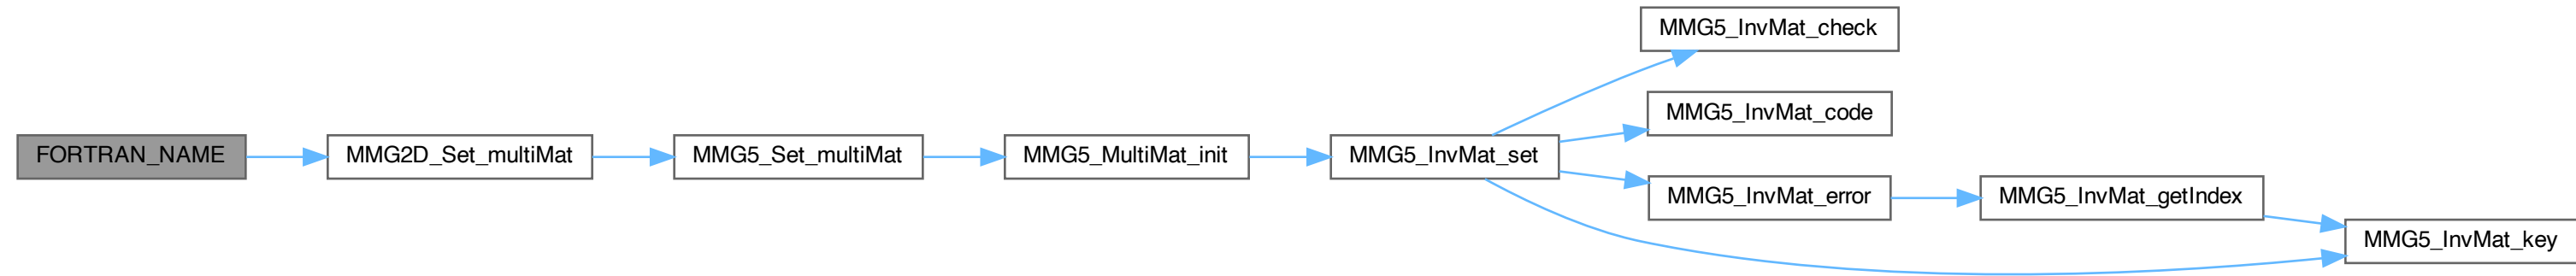 MMG5_InvMat_check
MMG5_InvMat_code
FORTRAN_NAME
MMG2D_Set_multiMat
MMG5_Set_multiMat
MMG5_MultiMat_init
MMG5_InvMat_set
MMG5_InvMat_error
MMG5_InvMat_getIndex
MMG5_InvMat_key